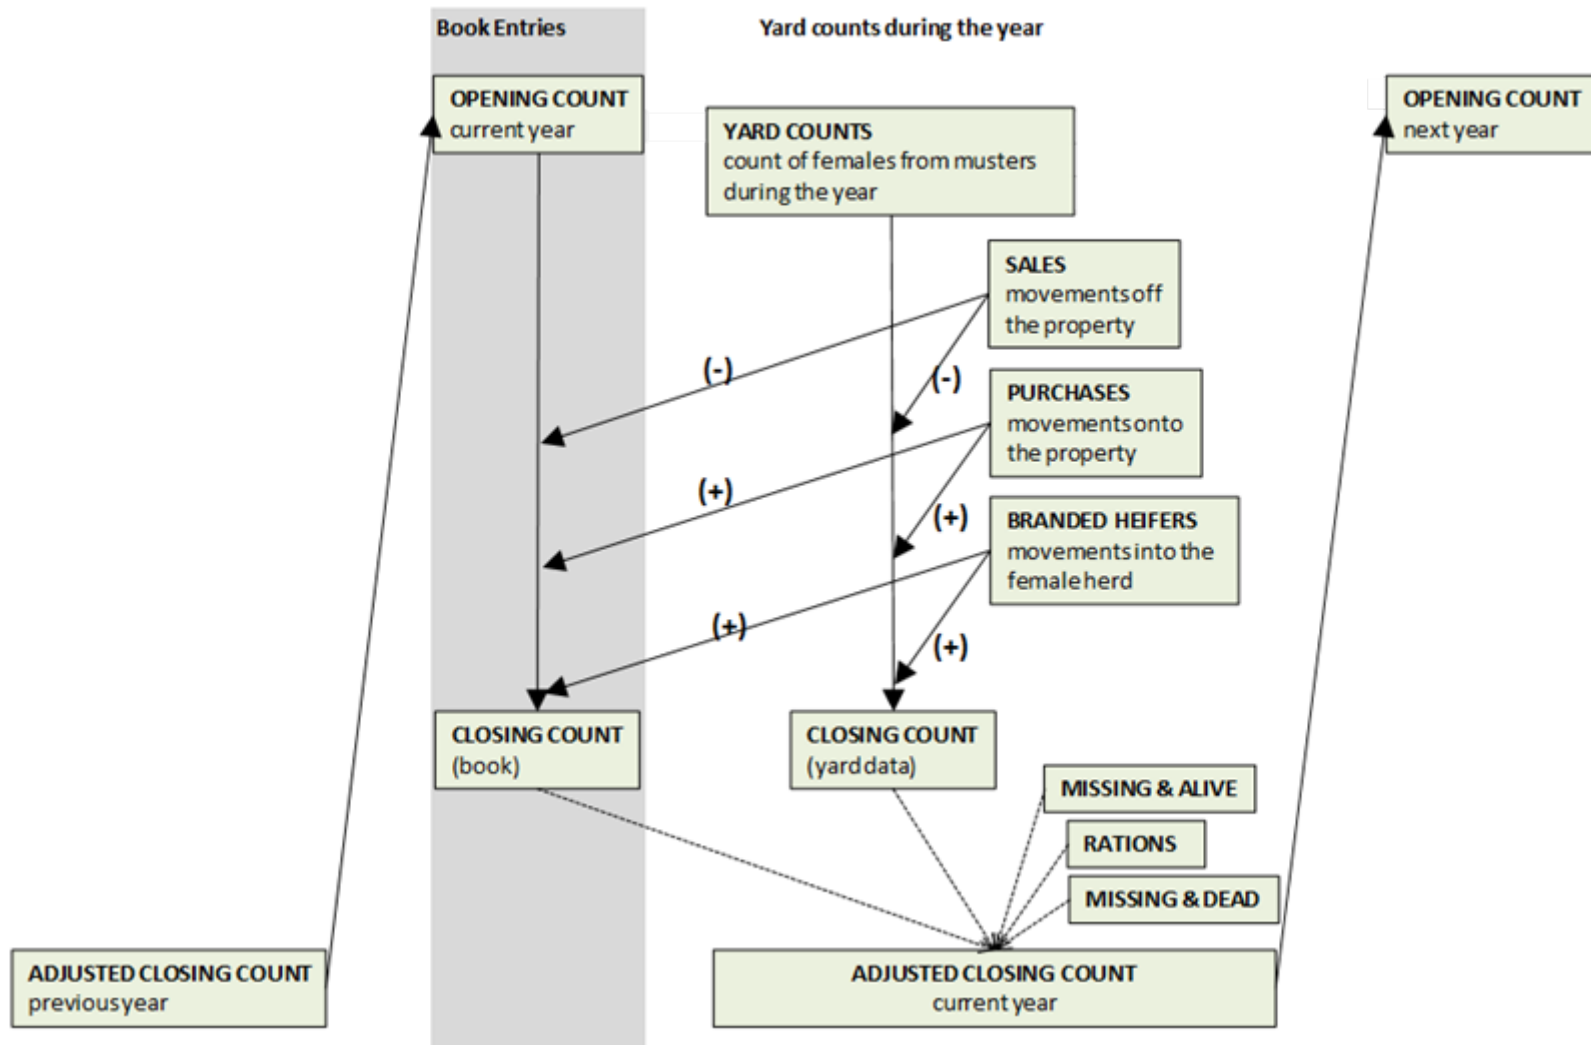 Book Entries
Yard counts during the year
OPENING COUNT
current year
YARD COUNTS
count of females from musters
during the year
OPENING COUNT
next year
SALES
movements off
the property
(-)
(-)
PURCHASES
movements onto
the property
(+)
(+)
BRANDED HEIFERS
movements into the
female herd
(+)
(+)
CLOSING COUNT
(book)
CLOSING COUNT
(yard data)
MISSING & ALIVE
RATIONS
MISSING & DEAD
ADJUSTED CLOSING COUNT
previous year
ADJUSTED CLOSING COUNT
current year